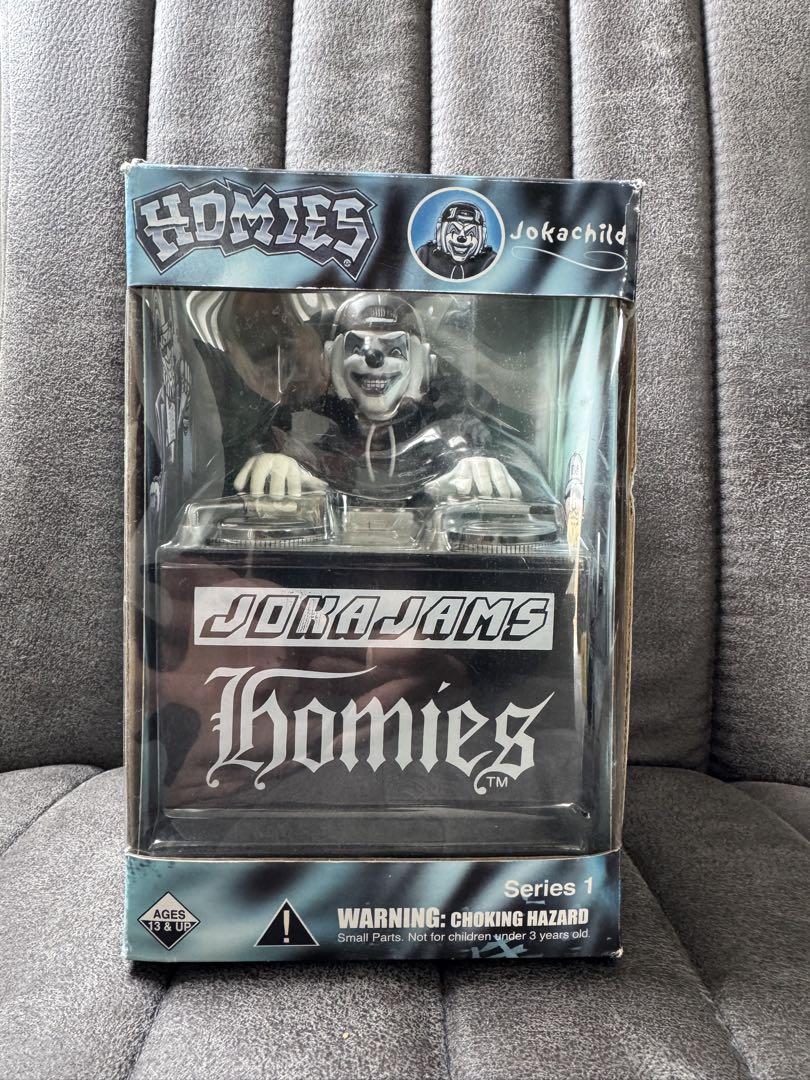 HOMIES®
Jokachild
JOKAJAMS
Homies
TM
Series 1
AGES
13 & UP
!
WARNING: CHOKING HAZARD
Small Parts. Not for children under 3 years old.